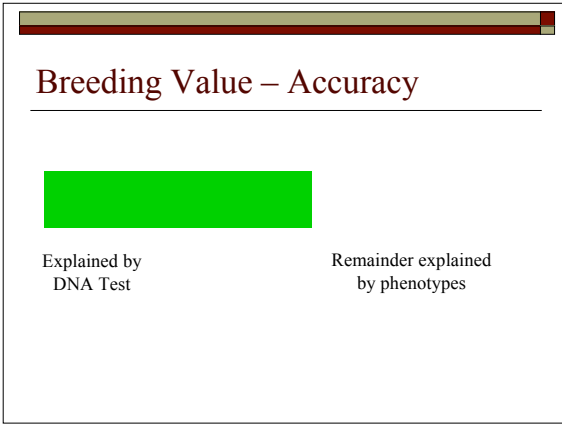 Breeding Value – Accuracy
Explained by
DNA Test
Remainder explained
by phenotypes